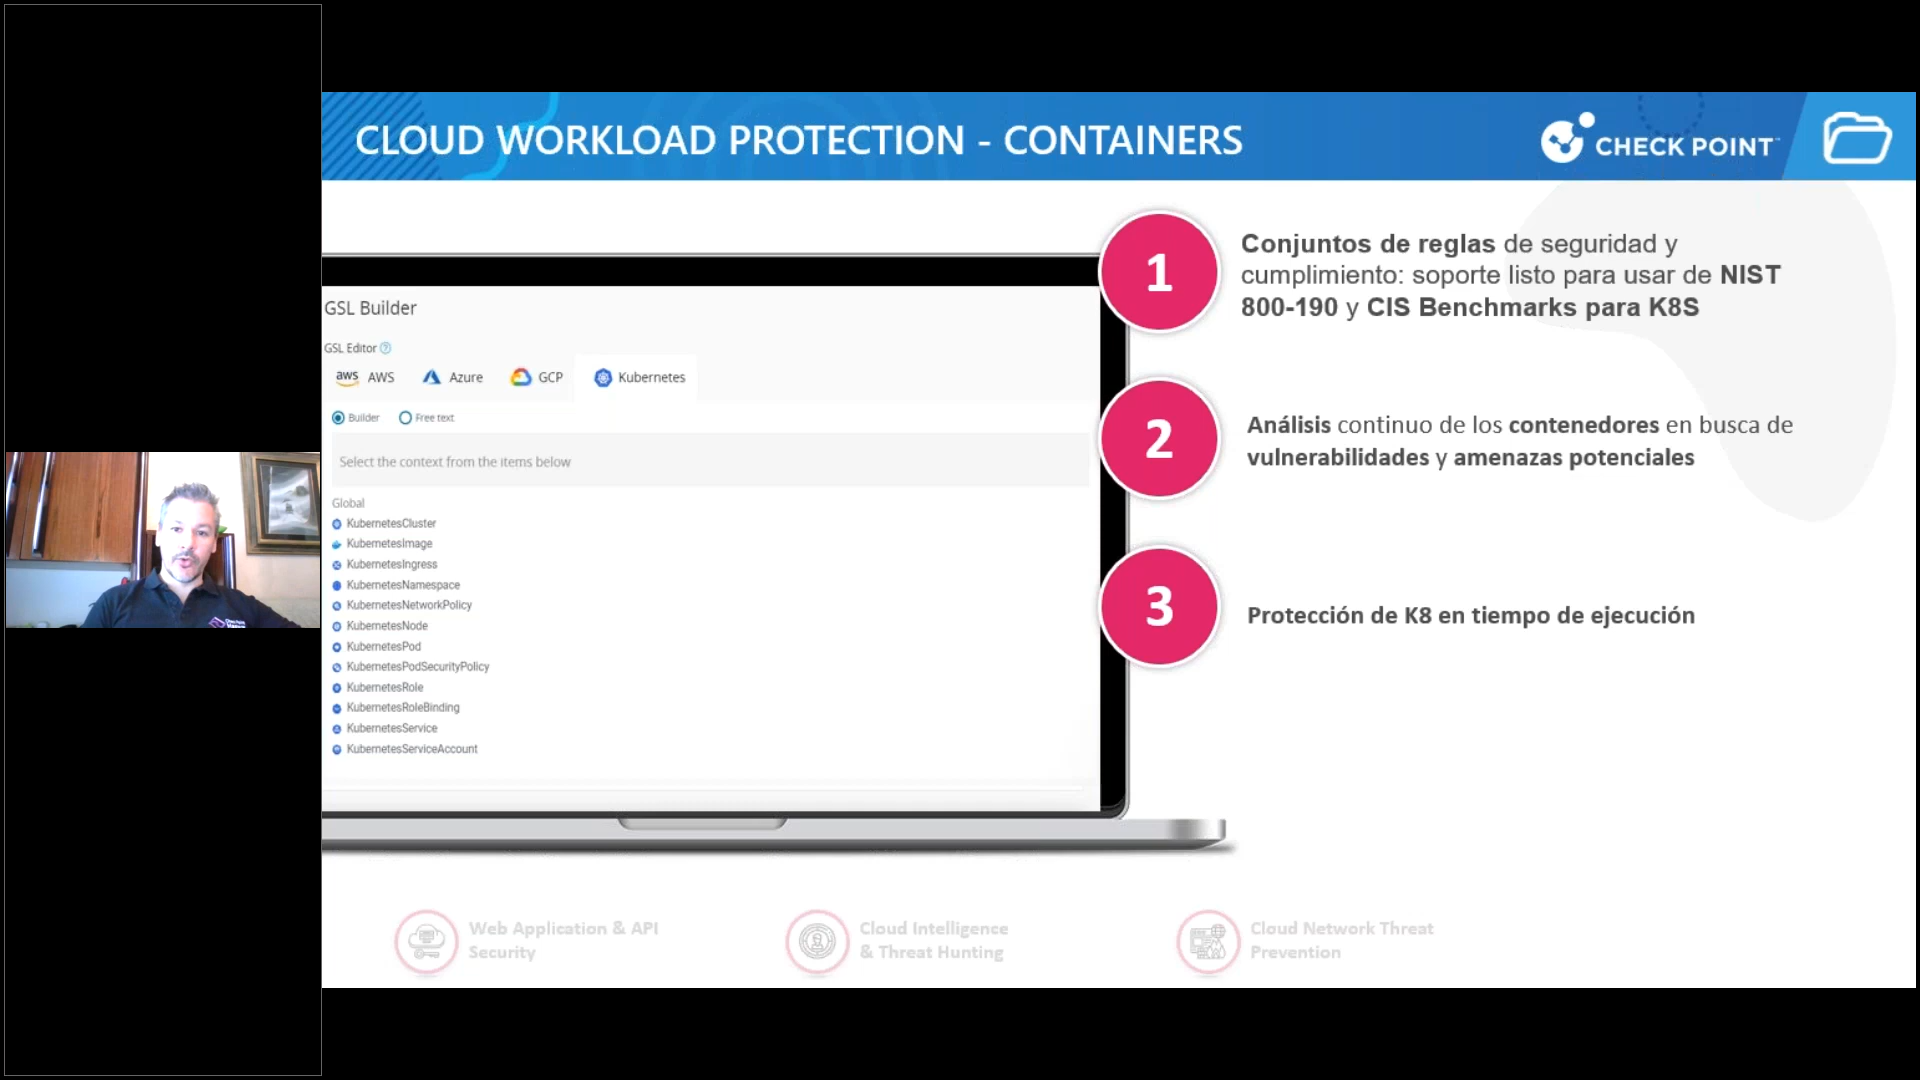 CLOUD WORKLOAD PROTECTION - CONTAINERS
CHECK POINT™
GSL Builder
GSL Editor ?
aws AWS
Azure
GCP
Kubernetes
Builder
Free text
Select the context from the items below
Global
KubernetesCluster
KubernetesImage
KubernetesIngress
KubernetesNamespace
KubernetesNetworkPolicy
KubernetesNode
KubernetesPod
KubernetesPodSecurityPolicy
KubernetesRole
KubernetesRoleBinding
KubernetesService
KubernetesServiceAccount
1
Conjuntos de reglas de seguridad y
cumplimiento: soporte listo para usar de NIST
800-190 y CIS Benchmarks para K8S
2
Análisis continuo de los contenedores en busca de
vulnerabilidades y amenazas potenciales
3
Protección de K8 en tiempo de ejecución
Web Application & API
Security
Cloud Intelligence
& Threat Hunting
Cloud Network Threat
Prevention